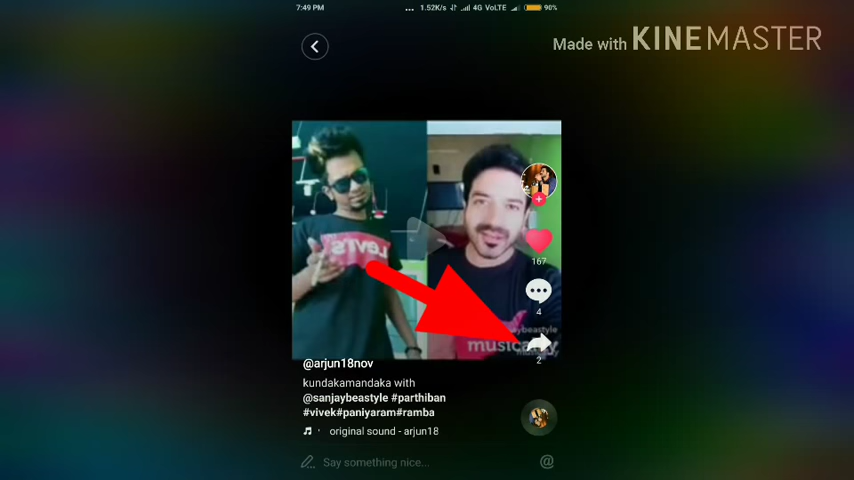 7:49 PM
... 1.52K/s 4G VoLTE 90%
Made with KINEMASTER
LEVI'S
167
4
musically
2
@arjun18nov
kundakamandaka with
@sanjaybeastyle #parthiban
#vivek#paniyaram#ramba
original sound - arjun18
Say something nice...
@